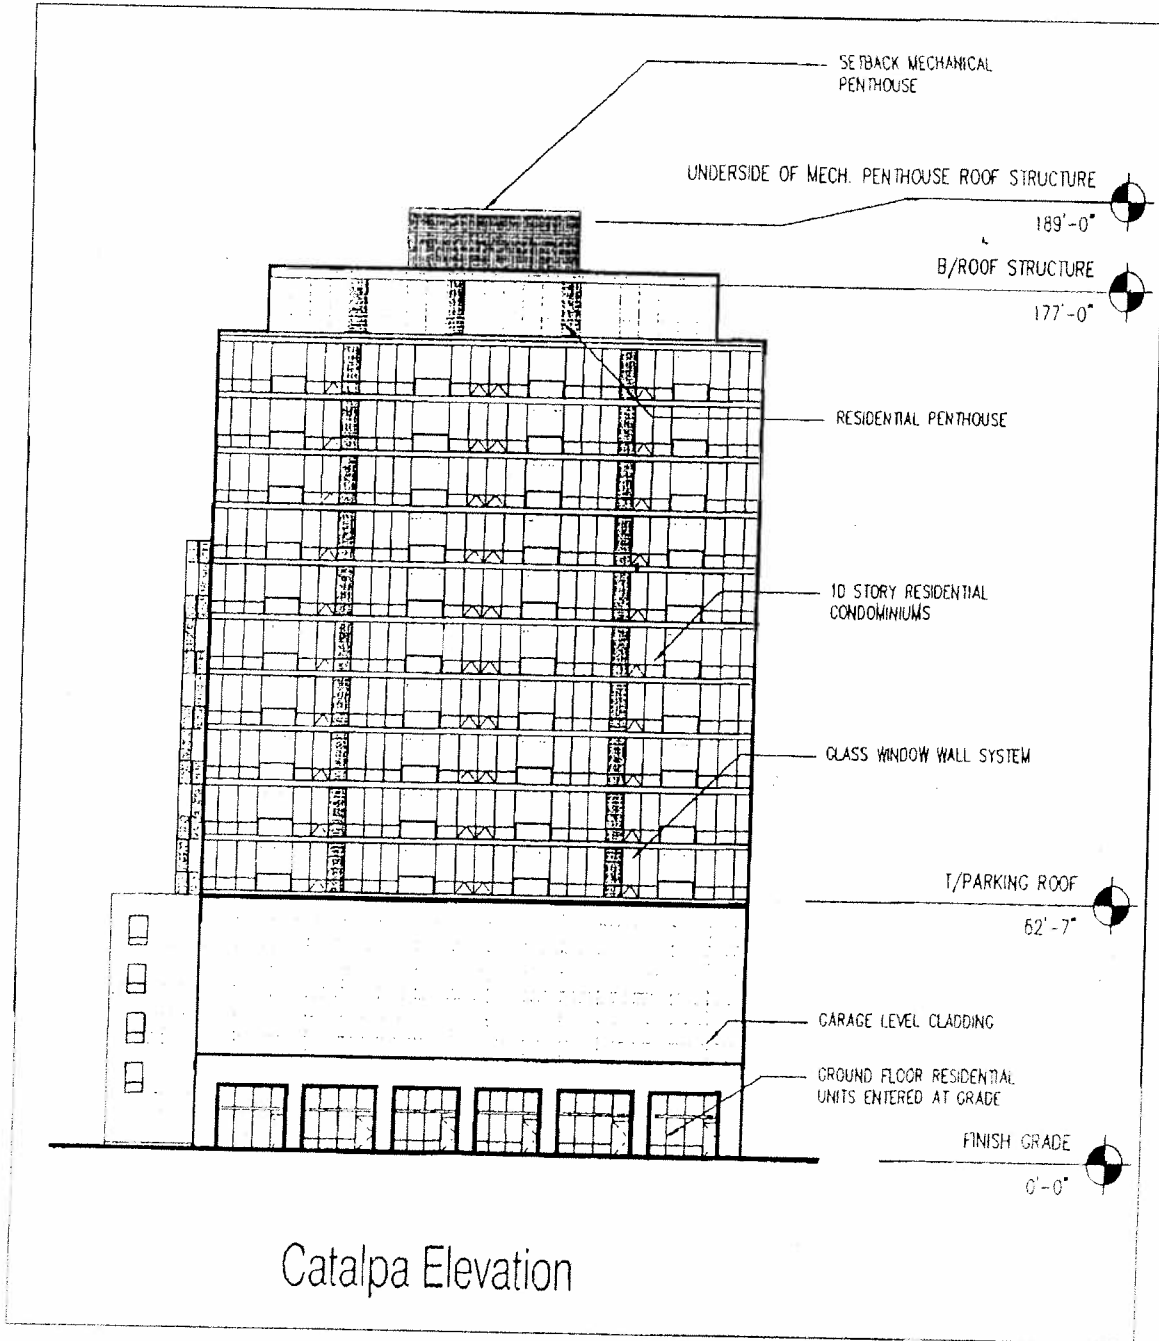 SETBACK MECHANICAL
PENTHOUSE
UNDERSIDE OF MECH. PENTHOUSE ROOF STRUCTURE
189'-0"
B/ROOF STRUCTURE
177'-0"
RESIDENTIAL PENTHOUSE
10 STORY RESIDENTIAL
CONDOMINIUMS
GLASS WINDOW WALL SYSTEM
T/PARKING ROOF
62'-7"
GARAGE LEVEL CLADDING
GROUND FLOOR RESIDENTIAL
UNITS ENTERED AT GRADE
FINISH GRADE
0'-0"
Catalpa Elevation